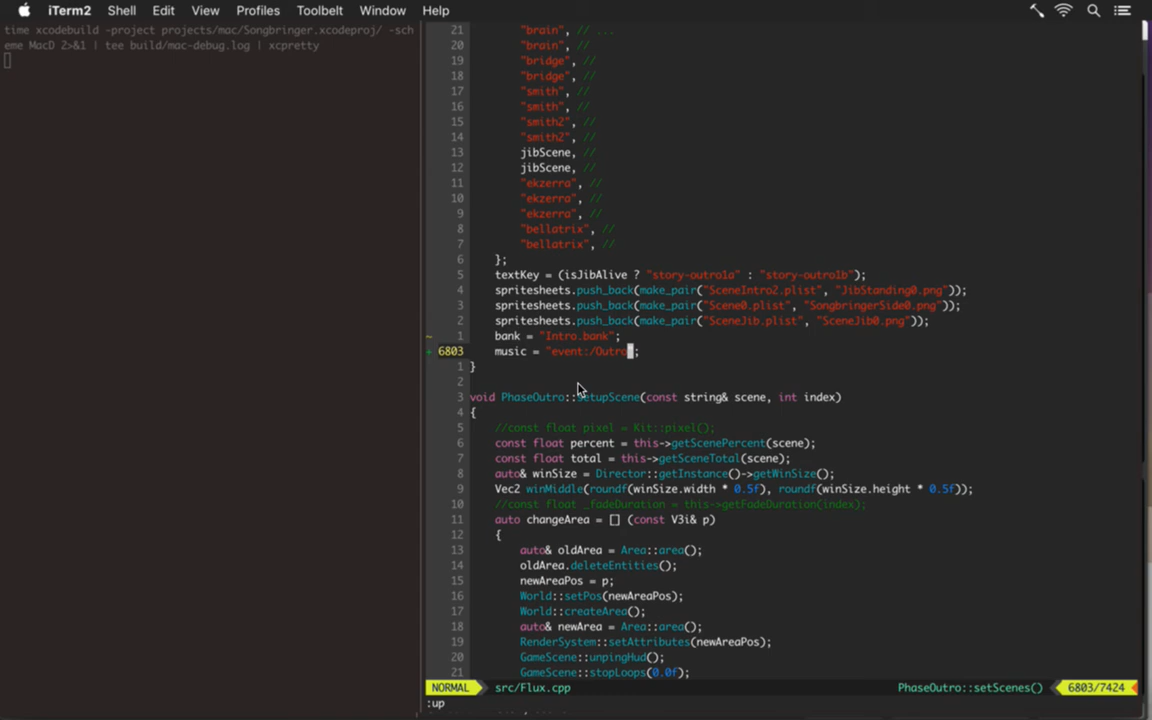 iTerm2 Shell Edit View Profiles Toolbelt Window Help
time xcodebuild -project projects/mac/Songbringer.xcodeproj/ -sch
eme MacD 2>&1 | tee build/mac-debug.log | xcpretty
21 "brain", // ...
20 "brain", //
19 "bridge", //
18 "bridge", //
17 "smith", //
16 "smith", //
15 "smith2", //
14 "smith2", //
13 jibScene, //
12 jibScene, //
11 "ekzerra", //
10 "ekzerra", //
9 "ekzerra", //
8 "bellatrix", //
7 "bellatrix", //
6 };
5 textKey = (isJibAlive ? "story-outro1a" : "story-outro1b");
4 spritesheets.push_back(make_pair("SceneIntro2.plist", "JibStanding0.png"));
3 spritesheets.push_back(make_pair("Scene0.plist", "SongbringerSide0.png"));
2 spritesheets.push_back(make_pair("SceneJib.plist", "SceneJib0.png"));
~ 1 bank = "Intro.bank";
+ 6803 music = "event:/Outro";
1 }
2
3 void PhaseOutro::setupScene(const string& scene, int index)
4 {
5 //const float pixel = Kit::pixel();
6 const float percent = this->getScenePercent(scene);
7 const float total = this->getSceneTotal(scene);
8 auto& winSize = Director::getInstance()->getWinSize();
9 Vec2 winMiddle(roundf(winSize.width * 0.5f), roundf(winSize.height * 0.5f));
10 //const float _fadeDuration = this->getFadeDuration(index);
11 auto changeArea = [] (const V3i& p)
12 {
13 auto& oldArea = Area::area();
14 oldArea.deleteEntities();
15 newAreaPos = p;
16 World::setPos(newAreaPos);
17 World::createArea();
18 auto& newArea = Area::area();
19 RenderSystem::setAttributes(newAreaPos);
20 GameScene::unpingHud();
21 GameScene::stopLoops(0.0f);
NORMAL src/Flux.cpp PhaseOutro::setScenes() 6803/7424
:up